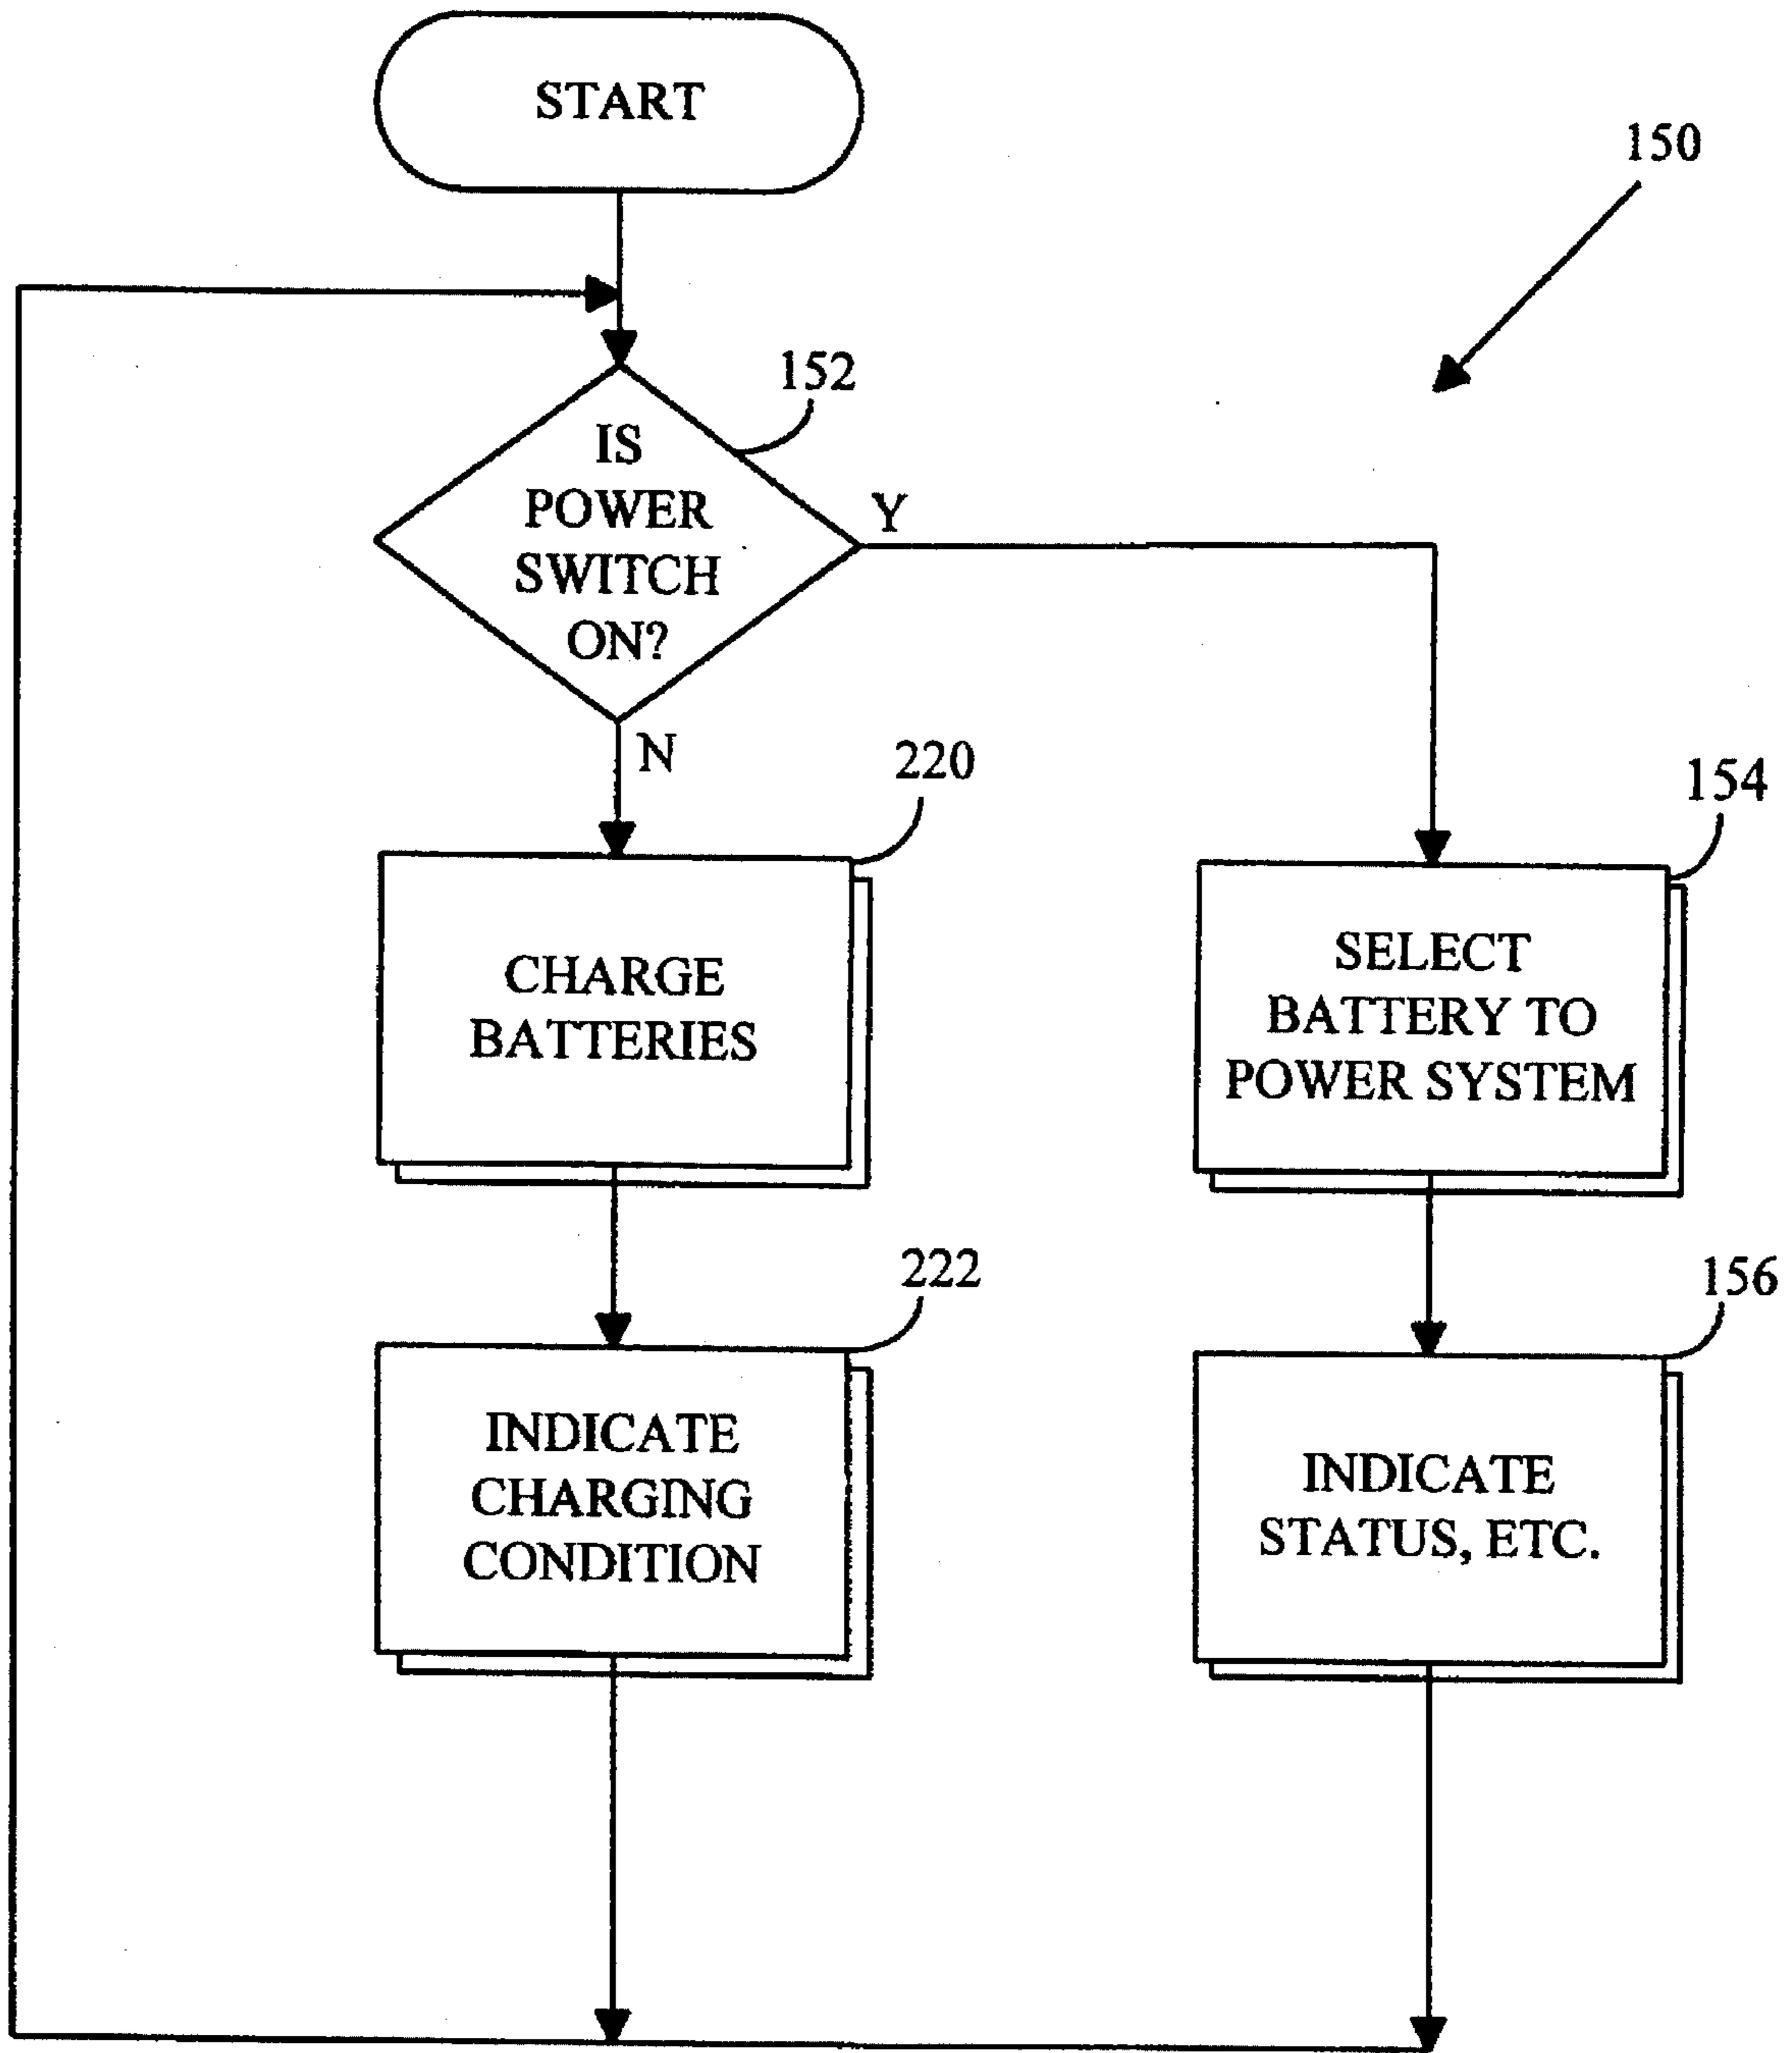 START
150
152
IS
POWER
SWITCH
ON?
Y
N
220
154
CHARGE
BATTERIES
SELECT
BATTERY TO
POWER SYSTEM
222
156
INDICATE
CHARGING
CONDITION
INDICATE
STATUS, ETC.